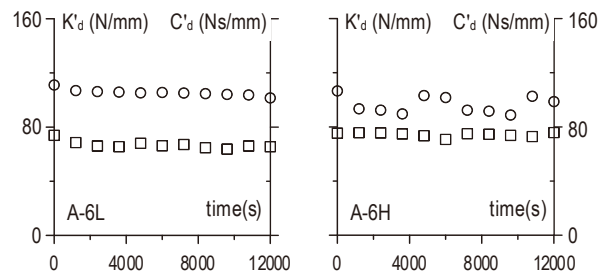 160 K'd (N/mm) C'd (Ns/mm)
80
A-6L time(s)
0
0 4000 8000 12000
K'd (N/mm) C'd (Ns/mm) 160
80
A-6H time(s)
0
0 4000 8000 12000